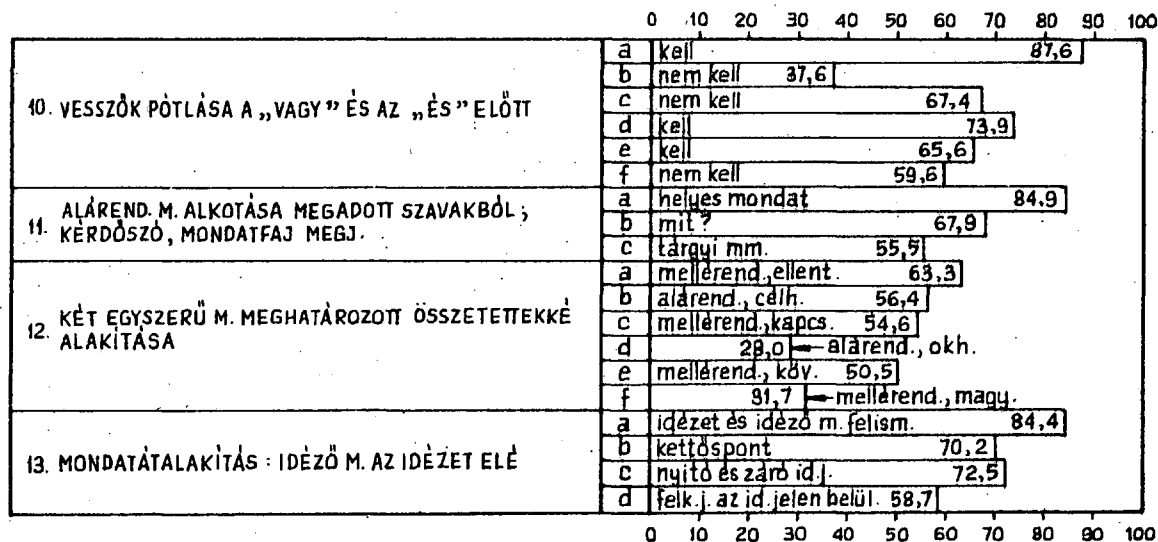 0 10 20 30 40 50 60 70 80 90 100
10. VESSZŐK PÓTLÁSA A „VAGY” ÉS AZ „ÉS” ELŐTT
a kell 87,6
b nem kell 37,6
c nem kell 67,4
d kell 73,9
e kell 65,6
f nem kell 59,6
11. ALÁREND. M. ALKOTÁSA MEGADOTT SZAVAKBÓL;
KÉRDŐSZÓ, MONDATFAJ MEGJ.
a helyes mondat 84,9
b mit? 67,9
c tárgyi mm. 55,5
12. KÉT EGYSZERŰ M. MEGHATÁROZOTT ÖSSZETETTEKKÉ
ALAKÍTÁSA
a mellérend., ellent. 63,3
b alárend., célh. 56,4
c mellérend., kapcs. 54,6
d 29,0 alárend., okh.
e mellérend., köv. 50,5
f 31,7 mellérend., magy.
13. MONDATÁTALAKÍTÁS: IDÉZŐ M. AZ IDÉZET ELÉ
a idézet és idéző m. felism. 84,4
b kettőspont 70,2
c nyitó és záró id.j. 72,5
d felk.j. az id.jelen belül. 58,7
0 10 20 30 40 50 60 70 80 90 100